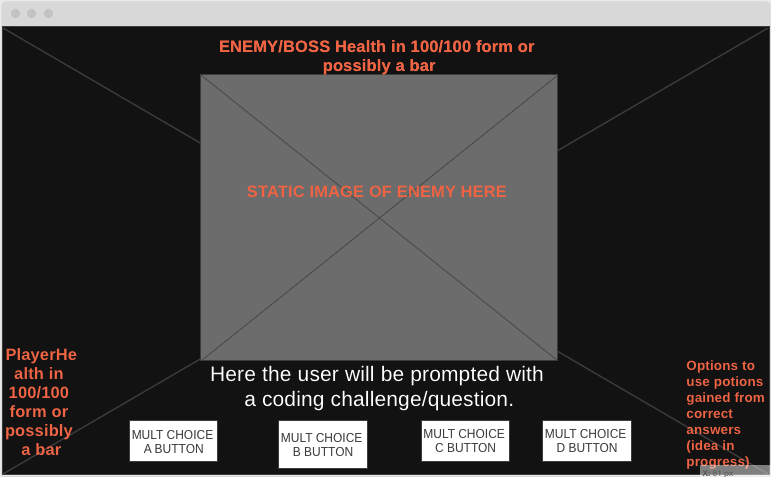 ENEMY/BOSS Health in 100/100 form or
possibly a bar
STATIC IMAGE OF ENEMY HERE
PlayerHe
alth in
100/100
form or
possibly
a bar
Here the user will be prompted with
a coding challenge/question.
MULT CHOICE
A BUTTON
MULT CHOICE
B BUTTON
MULT CHOICE
C BUTTON
MULT CHOICE
D BUTTON
Options to
use potions
gained from
correct
answers
(idea in
progress)